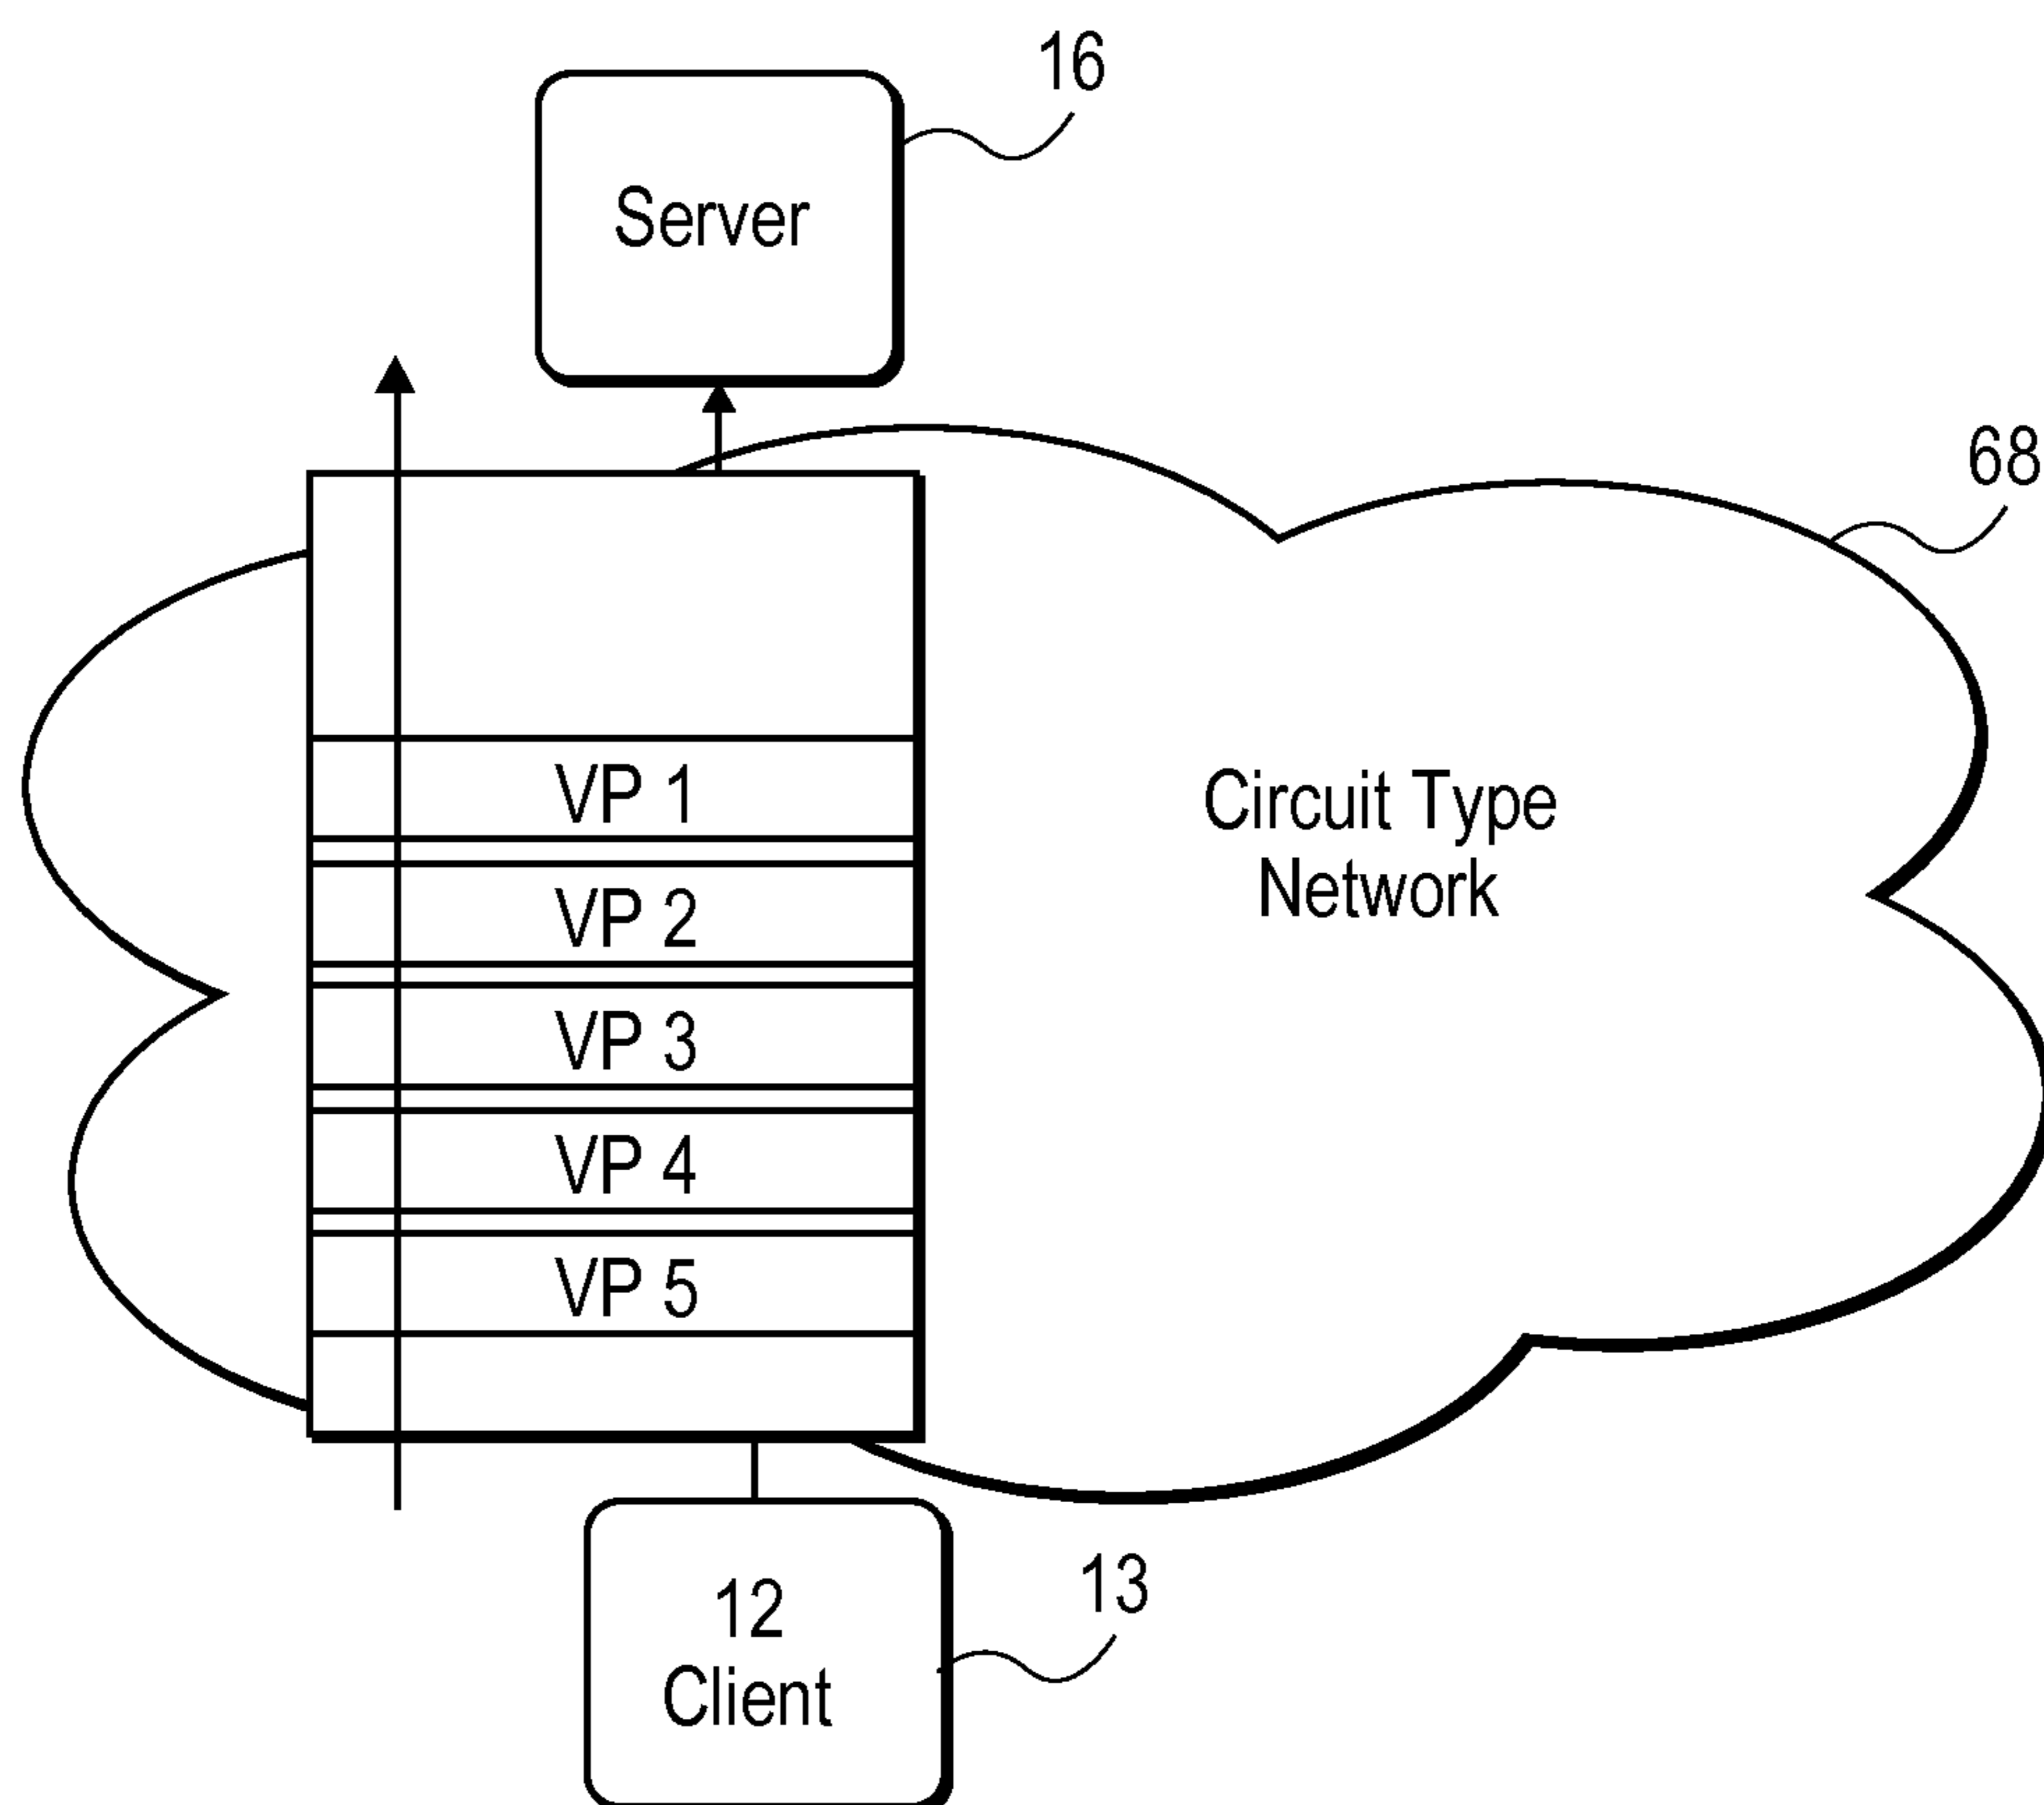 16
Server
68
VP 1
Circuit Type
Network
VP 2
VP 3
VP 4
VP 5
12
Client
13